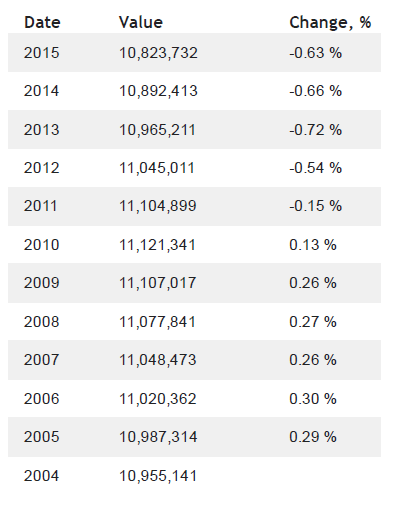 Date Value Change, %
2015 10,823,732 -0.63 %
2014 10,892,413 -0.66 %
2013 10,965,211 -0.72 %
2012 11,045,011 -0.54 %
2011 11,104,899 -0.15 %
2010 11,121,341 0.13 %
2009 11,107,017 0.26 %
2008 11,077,841 0.27 %
2007 11,048,473 0.26 %
2006 11,020,362 0.30 %
2005 10,987,314 0.29 %
2004 10,955,141